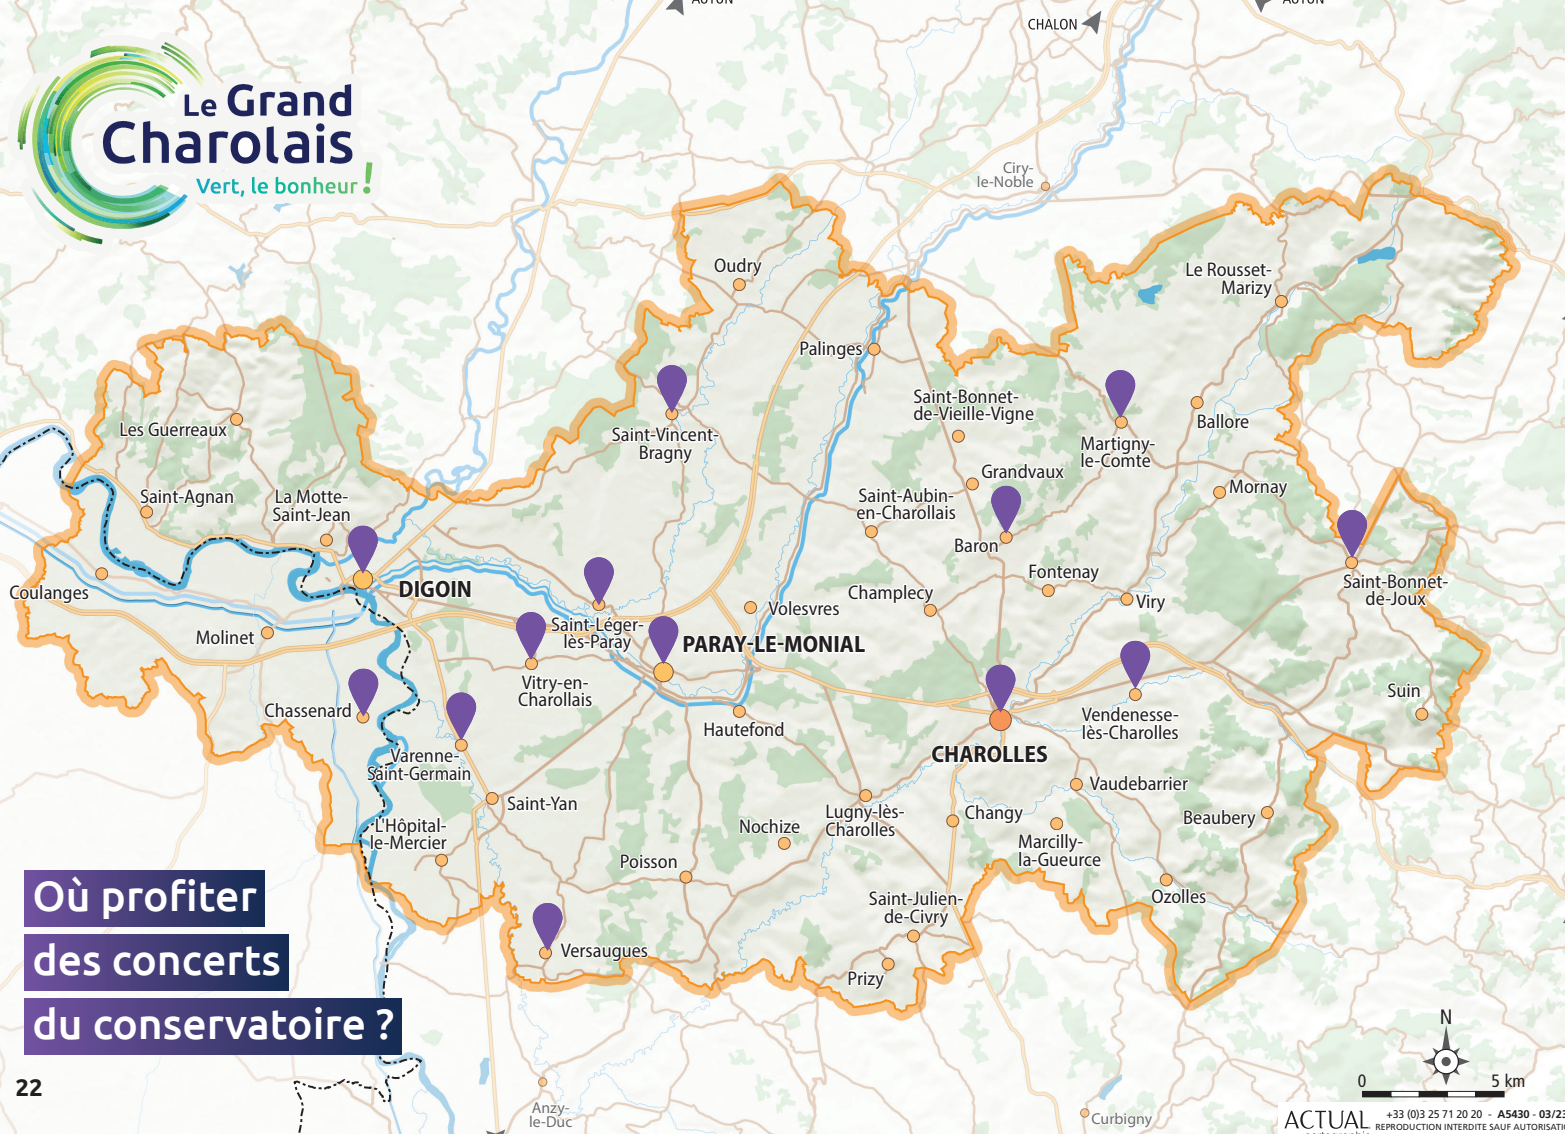 AUTUN
CHALON
AUTUN
Le Grand
Charolais
Vert, le bonheur !
Ciry-
le-Noble
Oudry
Le Rousset-
Marizy
Palinges
Saint-Bonnet-
de-Vieille-Vigne
Ballore
Les Guerreaux
Saint-Vincent-
Bragny
Martigny-
le-Comte
Grandvaux
Mornay
Saint-Agnan
La Motte-
Saint-Jean
Saint-Aubin-
en-Charollais
Baron
Fontenay
Saint-Bonnet-
de-Joux
Coulanges
DIGOIN
Champlecy
Viry
Volesvres
Saint-Léger-
lès-Paray
Molinet
PARAY-LE-MONIAL
Vitry-en-
Charollais
Suin
Chassenard
Hautefond
Vendenesse-
lès-Charolles
CHAROLLES
Varenne-
Saint-Germain
Vaudebarrier
Saint-Yan
Lugny-lès-
Charolles
Changy
Beaubery
L'Hôpital-
le-Mercier
Nochize
Marcilly-
la-Gueurce
Poisson
Ozolles
Saint-Julien-
de-Civry
Versaugues
Prizy
Où profiter
des concerts
du conservatoire ?
22
N
0 5 km
Anzy-
le-Duc
Curbigny
ACTUAL
+33 (0)3 25 71 20 20 - A5430 - 03/23
REPRODUCTION INTERDITE SAUF